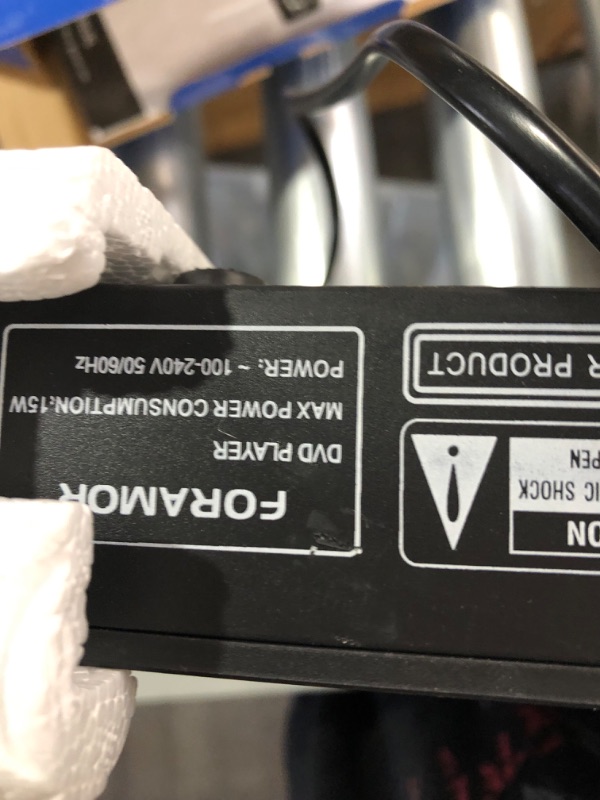 FORAMOR
DVD PLAYER
MAX POWER CONSUMPTION:15W
POWER: ~ 100-240V 50/60Hz
ON
IC SHOCK
PEN
R PRODUCT